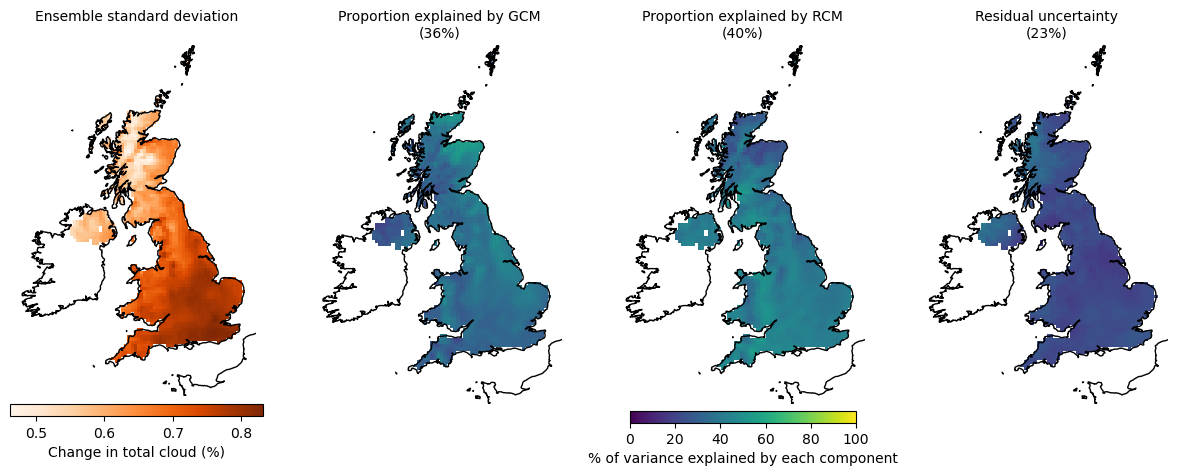 Ensemble standard deviation
Proportion explained by GCM
(36%)
Proportion explained by RCM
(40%)
Residual uncertainty
(23%)
0.5 0.6 0.7 0.8
Change in total cloud (%)
0 20 40 60 80 100
% of variance explained by each component